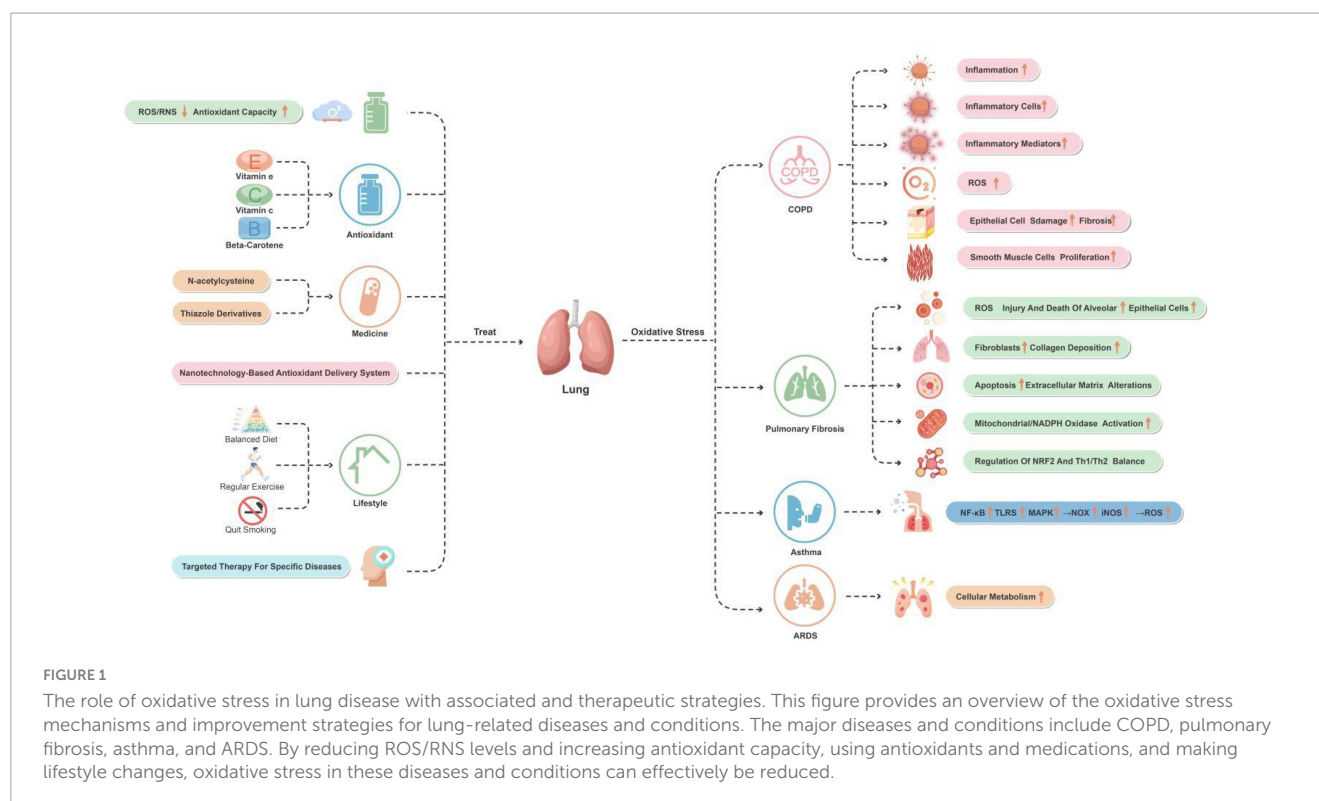 ROS/RNS ↓ Antioxidant Capacity ↑
E
Vitamin e
C
Vitamin c
B
Beta-Carotene
Antioxidant
N-acetylcysteine
Thiazole Derivatives
Medicine
Nanotechnology-Based Antioxidant Delivery System
Balanced Diet
Regular Exercise
Quit Smoking
Lifestyle
Targeted Therapy For Specific Diseases
Treat
Lung
Oxidative Stress
COPD
COPD
Inflammation ↑
Inflammatory Cells ↑
Inflammatory Mediators ↑
O₂
ROS ↑
Epithelial Cell Sdamage ↑ Fibrosis ↑
Smooth Muscle Cells Proliferation ↑
Pulmonary Fibrosis
ROS Injury And Death Of Alveolar ↑ Epithelial Cells ↑
Fibroblasts ↑ Collagen Deposition ↑
Apoptosis ↑ Extracellular Matrix Alterations
Mitochondrial/NADPH Oxidase Activation ↑
Regulation Of NRF2 And Th1/Th2 Balance
Asthma
NF-κB ↑ TLRS ↑ MAPK ↑ →NOX ↑ iNOS ↑ →ROS ↑
ARDS
Cellular Metabolism ↑
FIGURE 1
The role of oxidative stress in lung disease with associated and therapeutic strategies. This figure provides an overview of the oxidative stress
mechanisms and improvement strategies for lung-related diseases and conditions. The major diseases and conditions include COPD, pulmonary
fibrosis, asthma, and ARDS. By reducing ROS/RNS levels and increasing antioxidant capacity, using antioxidants and medications, and making
lifestyle changes, oxidative stress in these diseases and conditions can effectively be reduced.